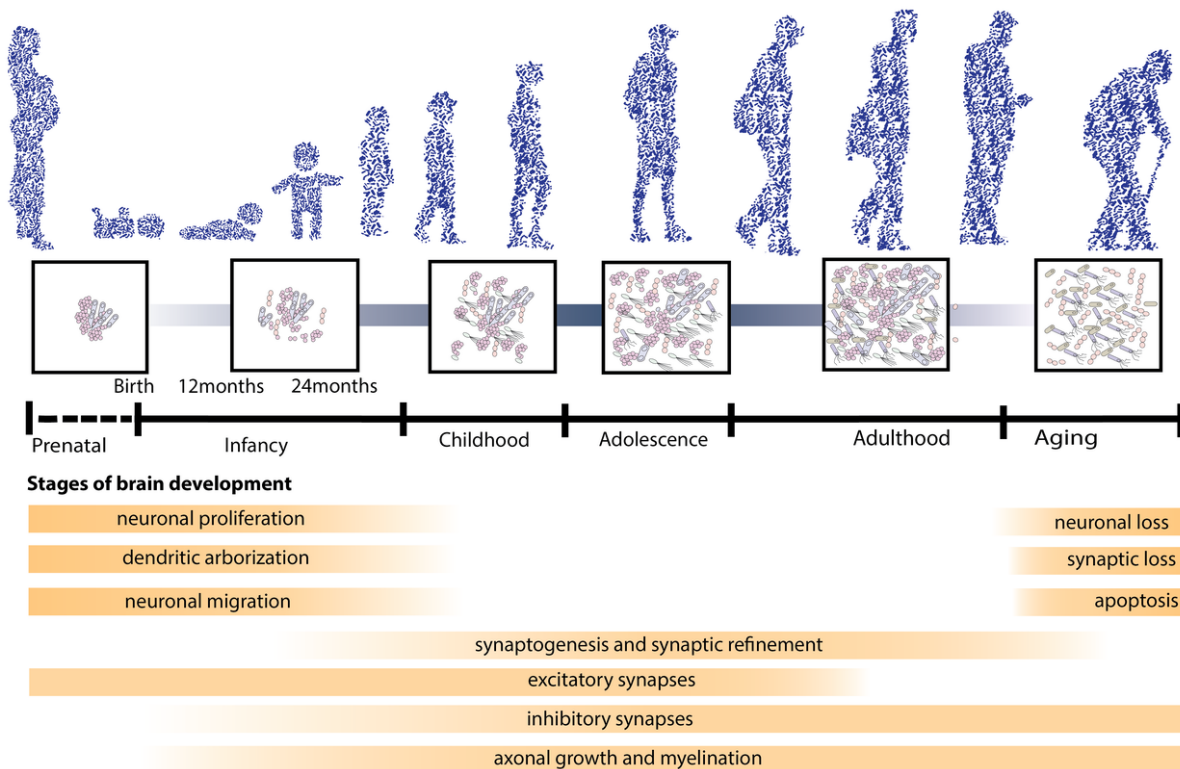 Birth 12months 24months
Prenatal Infancy Childhood Adolescence Adulthood Aging
Stages of brain development
neuronal proliferation neuronal loss
dendritic arborization synaptic loss
neuronal migration apoptosis
synaptogenesis and synaptic refinement
excitatory synapses
inhibitory synapses
axonal growth and myelination